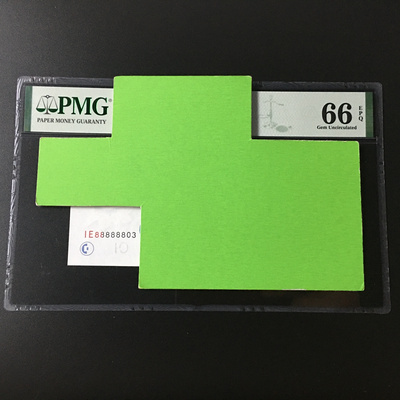 PMG®
PAPER MONEY GUARANTY
66 EPQ
Gem Uncirculated
IE88888803
10